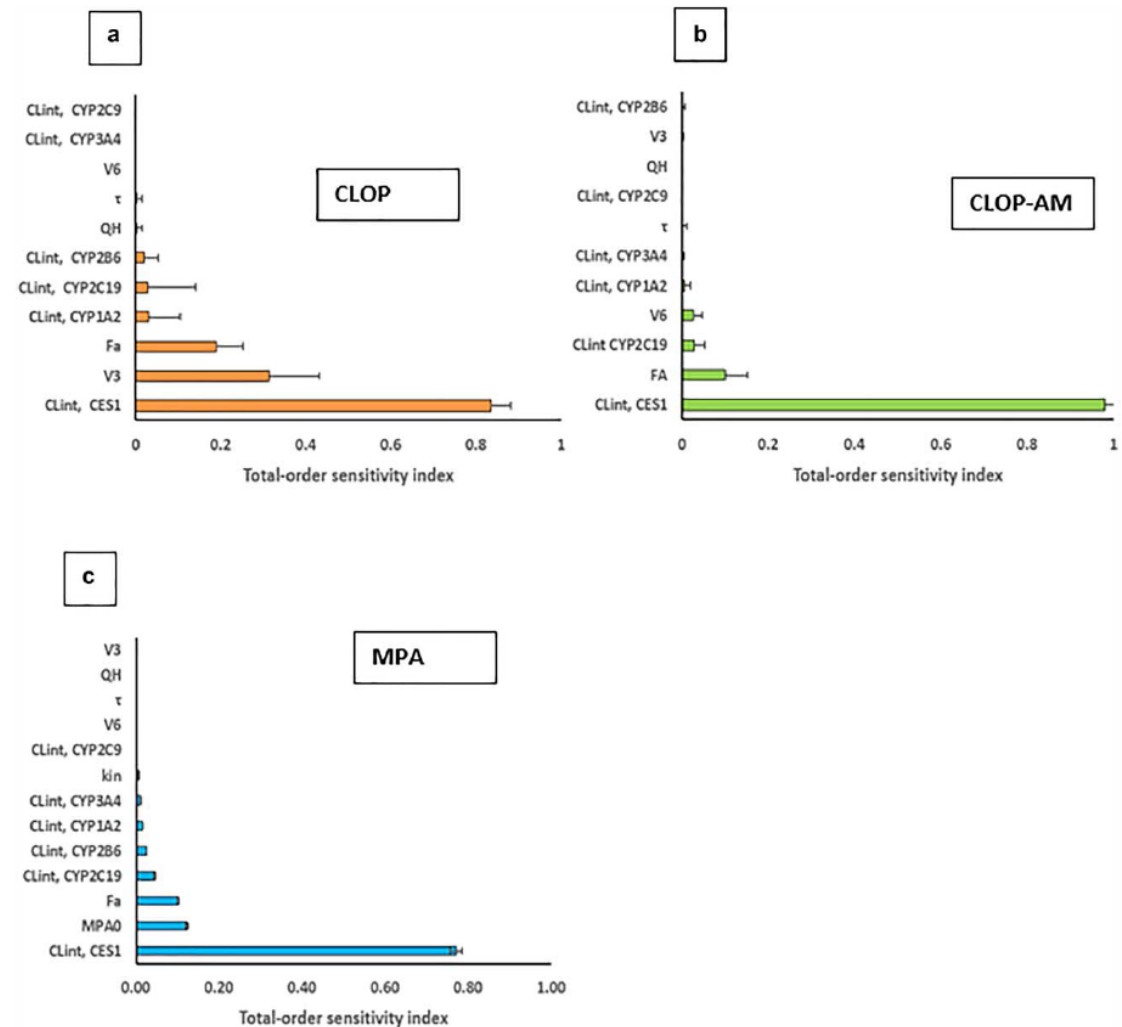 a
CLint, CYP2C9
CLint, CYP3A4
V6
τ
QH
CLint, CYP2B6
CLint, CYP2C19
CLint, CYP1A2
Fa
V3
CLint, CES1
CLOP
0 0.2 0.4 0.6 0.8 1
Total-order sensitivity index
b
CLint, CYP2B6
V3
QH
CLint, CYP2C9
τ
CLint, CYP3A4
CLint, CYP1A2
V6
CLint CYP2C19
FA
CLint, CES1
CLOP-AM
0 0.2 0.4 0.6 0.8 1
Total-order sensitivity index
c
V3
QH
τ
V6
CLint, CYP2C9
kin
CLint, CYP3A4
CLint, CYP1A2
CLint, CYP2B6
CLint, CYP2C19
Fa
MPA0
CLint, CES1
MPA
0.00 0.20 0.40 0.60 0.80 1.00
Total-order sensitivity index